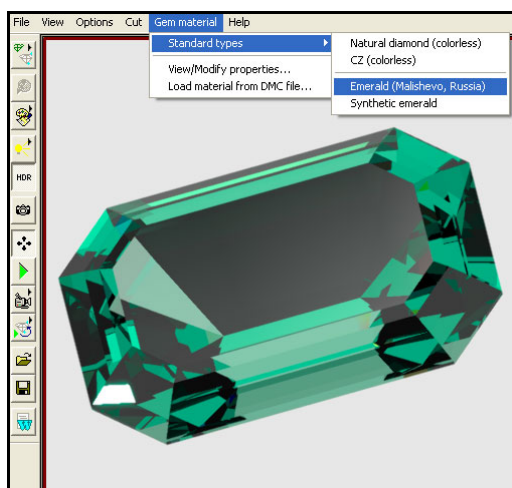 File View Options Cut Gem material Help
Standard types
View/Modify properties...
Load material from DMC file...
Natural diamond (colorless)
CZ (colorless)
Emerald (Malishevo, Russia)
Synthetic emerald
HDR
W